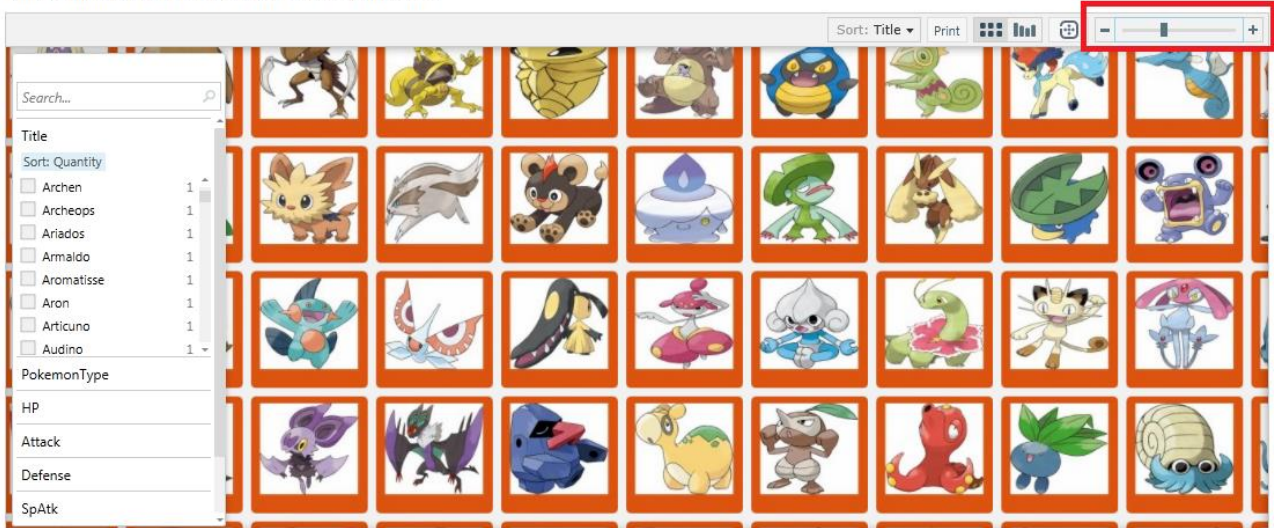 Sort: Title ▾ Print
- +
Search...
Title
Sort: Quantity
Archen 1
Archeops 1
Ariados 1
Armaldo 1
Aromatisse 1
Aron 1
Articuno 1
Audino 1
PokemonType
HP
Attack
Defense
SpAtk